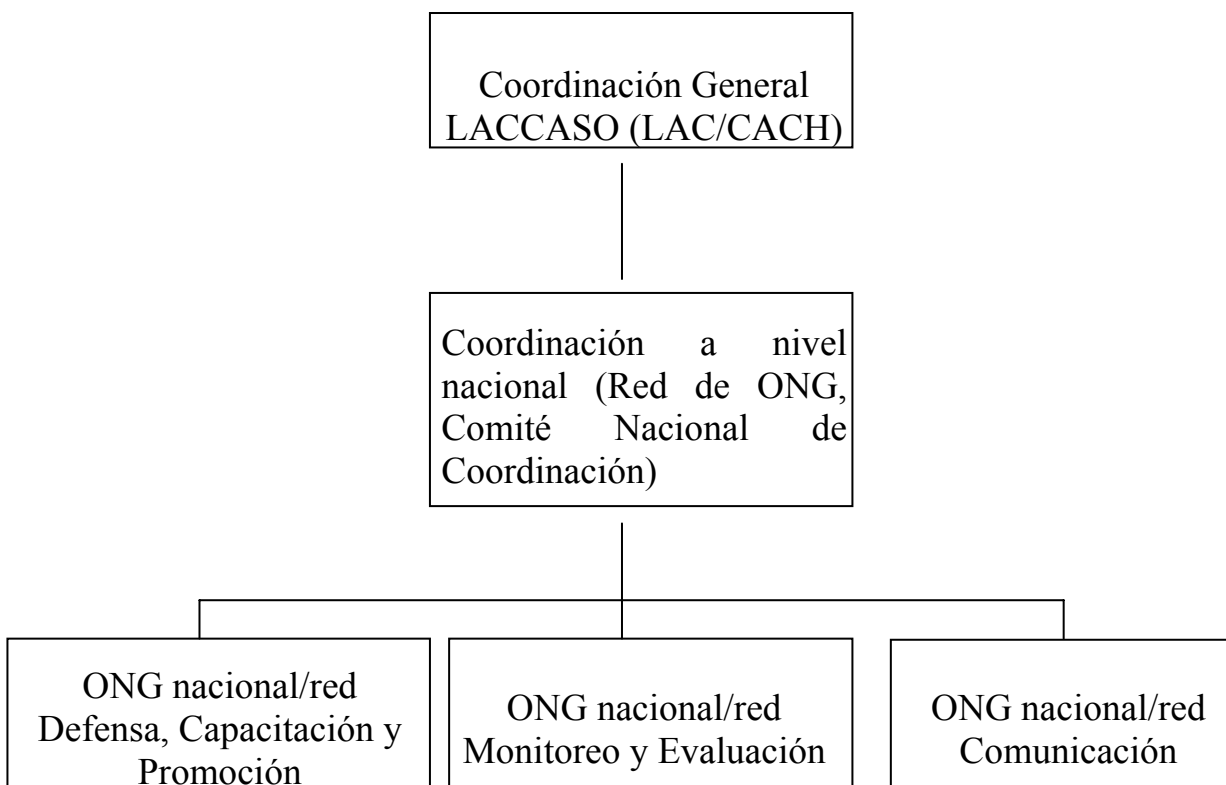 Coordinación General
LACCASO (LAC/CACH)
Coordinación a nivel
nacional (Red de ONG,
Comité Nacional de
Coordinación)
ONG nacional/red
Defensa, Capacitación y
Promoción
ONG nacional/red
Monitoreo y Evaluación
ONG nacional/red
Comunicación